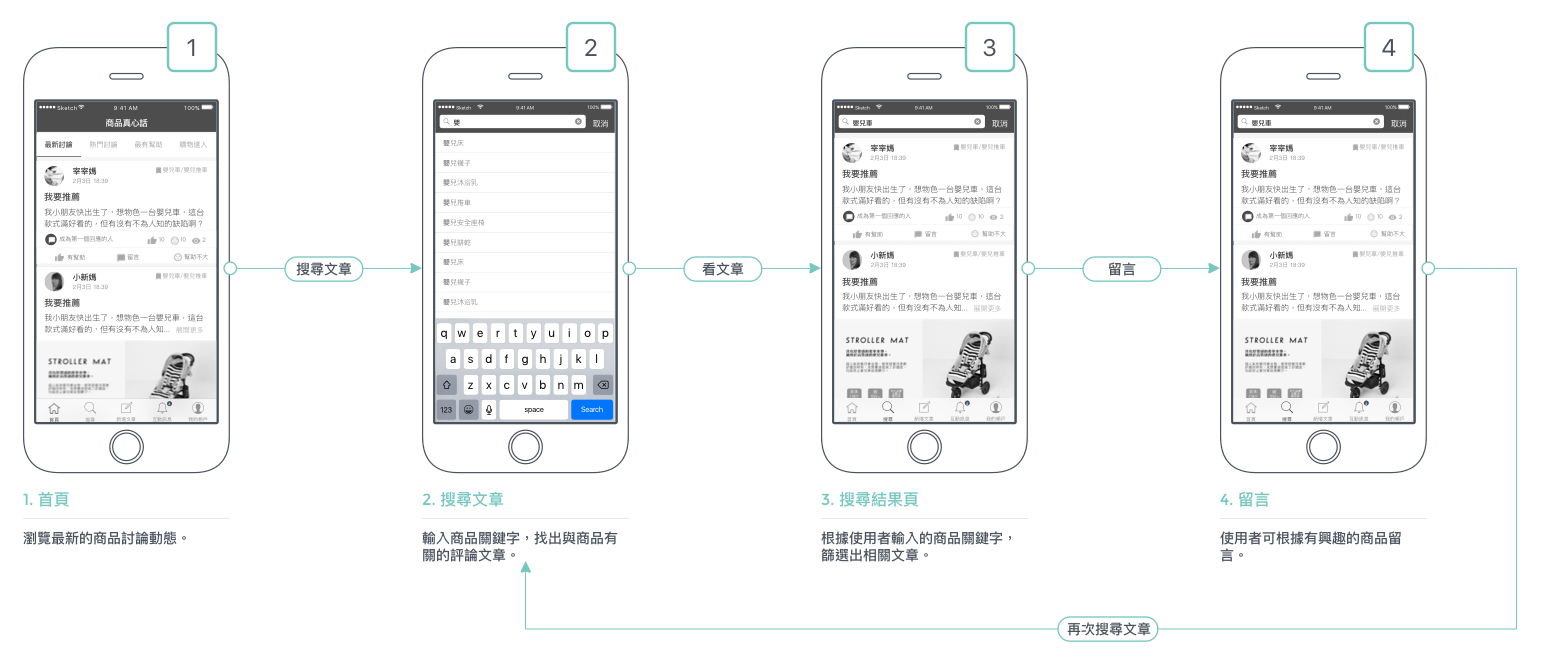 1
Sketch 9:41 AM 100%
商品真心話
最新討論 熱門討論 最有幫助 購物達人
宰宰媽
嬰兒車/嬰兒推車
2月3日 18:39
我要推薦
我小朋友快出生了，想物色一台嬰兒車，這台
款式滿好看的，但有沒有不為人知的缺陷啊？
成為第一個回應的人 10 10 2
有幫助 留言 幫助不大
小新媽
嬰兒車/嬰兒推車
2月3日 18:39
我要推薦
我小朋友快出生了，想物色一台嬰兒車，這台
款式滿好看的，但有沒有不為人知... 展開更多
STROLLER MAT
首頁 搜尋 新增文章 互動訊息 我的帳戶
搜尋文章
2
Sketch 9:41 AM 100%
嬰 取消
嬰兒床
嬰兒襪子
嬰兒沐浴乳
嬰兒推車
嬰兒安全座椅
嬰兒餅乾
嬰兒床
嬰兒襪子
嬰兒沐浴乳
q w e r t y u i o p
a s d f g h j k l
z x c v b n m
123 space Search
看文章
3
Sketch 9:41 AM 100%
嬰兒車 取消
宰宰媽
嬰兒車/嬰兒推車
2月3日 18:39
我要推薦
我小朋友快出生了，想物色一台嬰兒車，這台
款式滿好看的，但有沒有不為人知的缺陷啊？
成為第一個回應的人 10 10 2
有幫助 留言 幫助不大
小新媽
嬰兒車/嬰兒推車
2月3日 18:39
我要推薦
我小朋友快出生了，想物色一台嬰兒車，這台
款式滿好看的，但有沒有不為人知... 展開更多
STROLLER MAT
首頁 搜尋 新增文章 互動訊息 我的帳戶
留言
4
Sketch 9:41 AM 100%
嬰兒車 取消
宰宰媽
嬰兒車/嬰兒推車
2月3日 18:39
我要推薦
我小朋友快出生了，想物色一台嬰兒車，這台
款式滿好看的，但有沒有不為人知的缺陷啊？
成為第一個回應的人 10 10 2
有幫助 留言 幫助不大
小新媽
嬰兒車/嬰兒推車
2月3日 18:39
我要推薦
我小朋友快出生了，想物色一台嬰兒車，這台
款式滿好看的，但有沒有不為人知... 展開更多
STROLLER MAT
首頁 搜尋 新增文章 互動訊息 我的帳戶
1. 首頁
瀏覽最新的商品討論動態。
2. 搜尋文章
輸入商品關鍵字，找出與商品有
關的評論文章。
3. 搜尋結果頁
根據使用者輸入的商品關鍵字，
篩選出相關文章。
4. 留言
使用者可根據有興趣的商品留
言。
再次搜尋文章